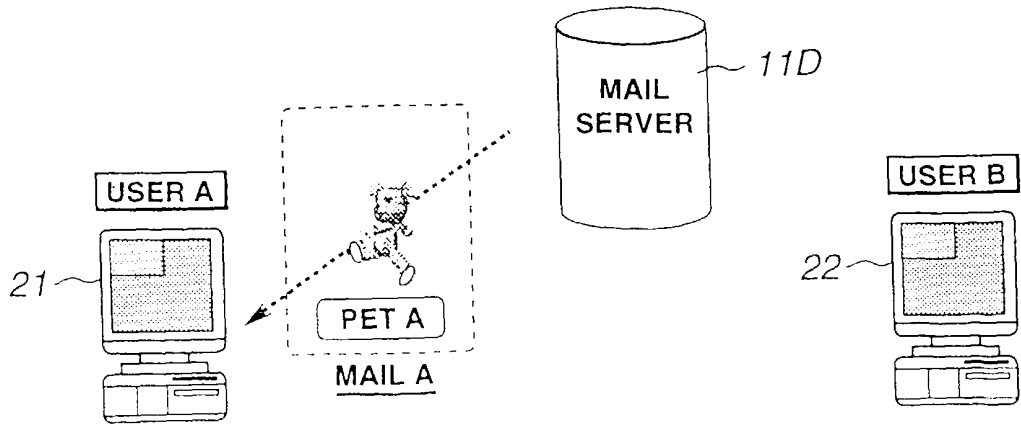 11D
MAIL
SERVER
USER A
USER B
21
22
PET A
MAIL A